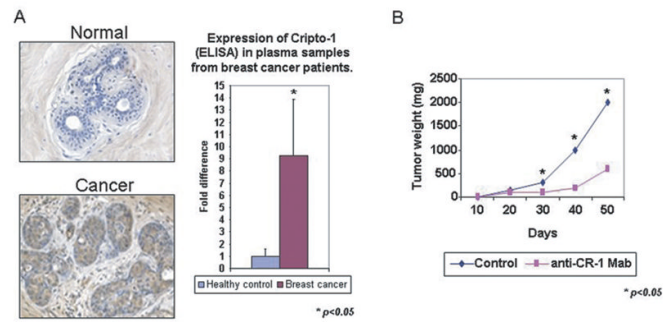 A
Normal
Cancer
Expression of Cripto-1
(ELISA) in plasma samples
from breast cancer patients.
Fold difference
15
14
13
12
11
10
9
8
7
6
5
4
3
2
1
0
*
Healthy control
Breast cancer
* p<0.05
B
Tumor weight (mg)
2500
2000
1500
1000
500
0
*
*
*
10 20 30 40 50
Days
Control
anti-CR-1 Mab
* p<0.05